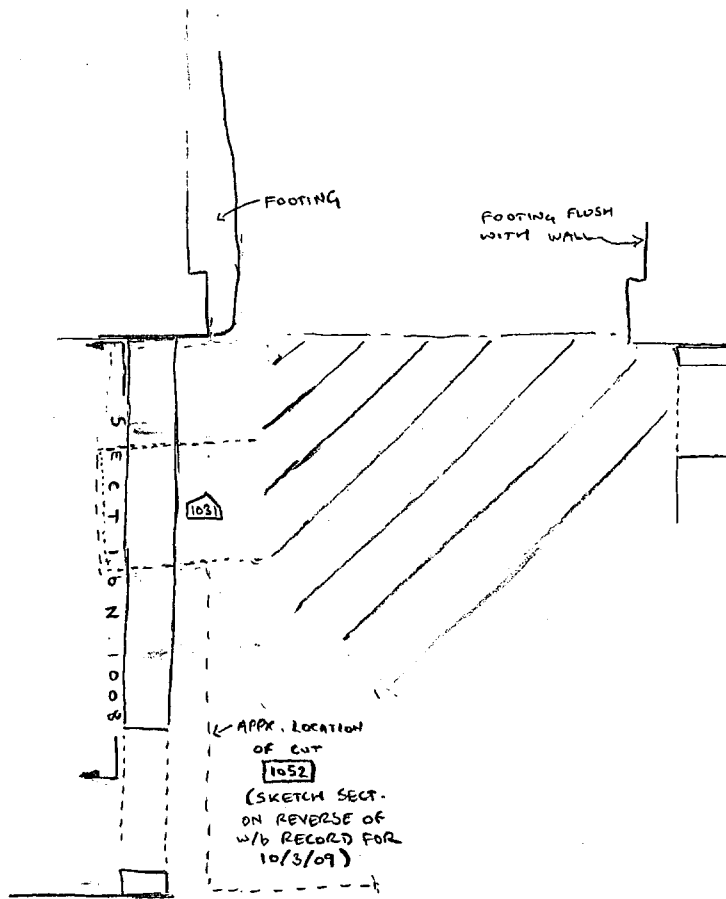 FOOTING
FOOTING FLUSH
WITH WALL
SECTION 1008
1031
APPX. LOCATION
OF CUT
1052
(SKETCH SECT.
ON REVERSE OF
W/B RECORD FOR
10/3/09)